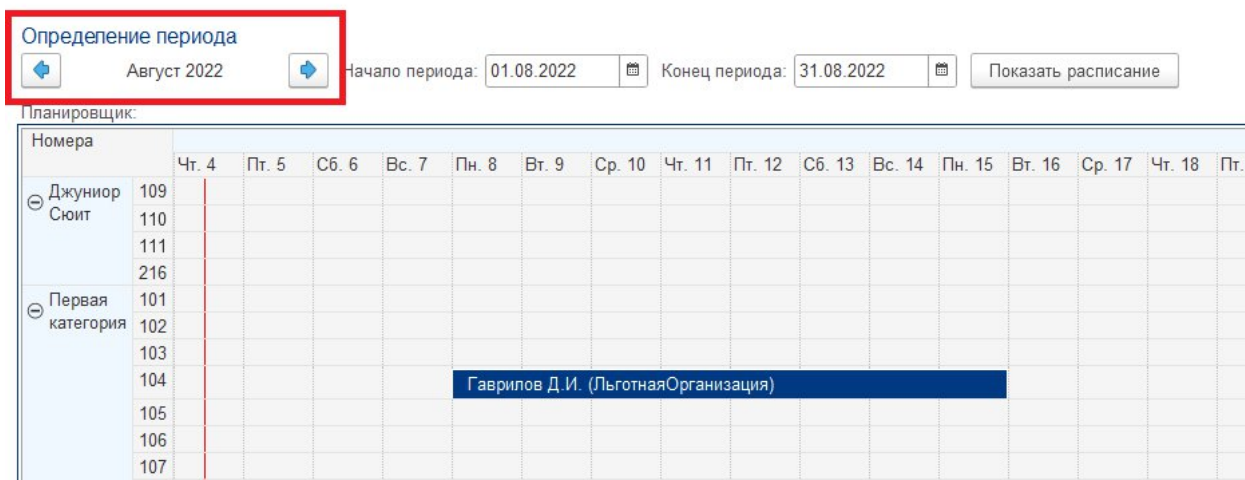 Определение периода
Август 2022 Начало периода: 01.08.2022 Конец периода: 31.08.2022 Показать расписание
Планировщик:
Номера
Чт. 4 Пт. 5 Сб. 6 Вс. 7 Пн. 8 Вт. 9 Ср. 10 Чт. 11 Пт. 12 Сб. 13 Вс. 14 Пн. 15 Вт. 16 Ср. 17 Чт. 18 Пт.
Джуниор 109
Сюит 110
111
216
Первая 101
категория 102
103
104 Гаврилов Д.И. (ЛьготнаяОрганизация)
105
106
107